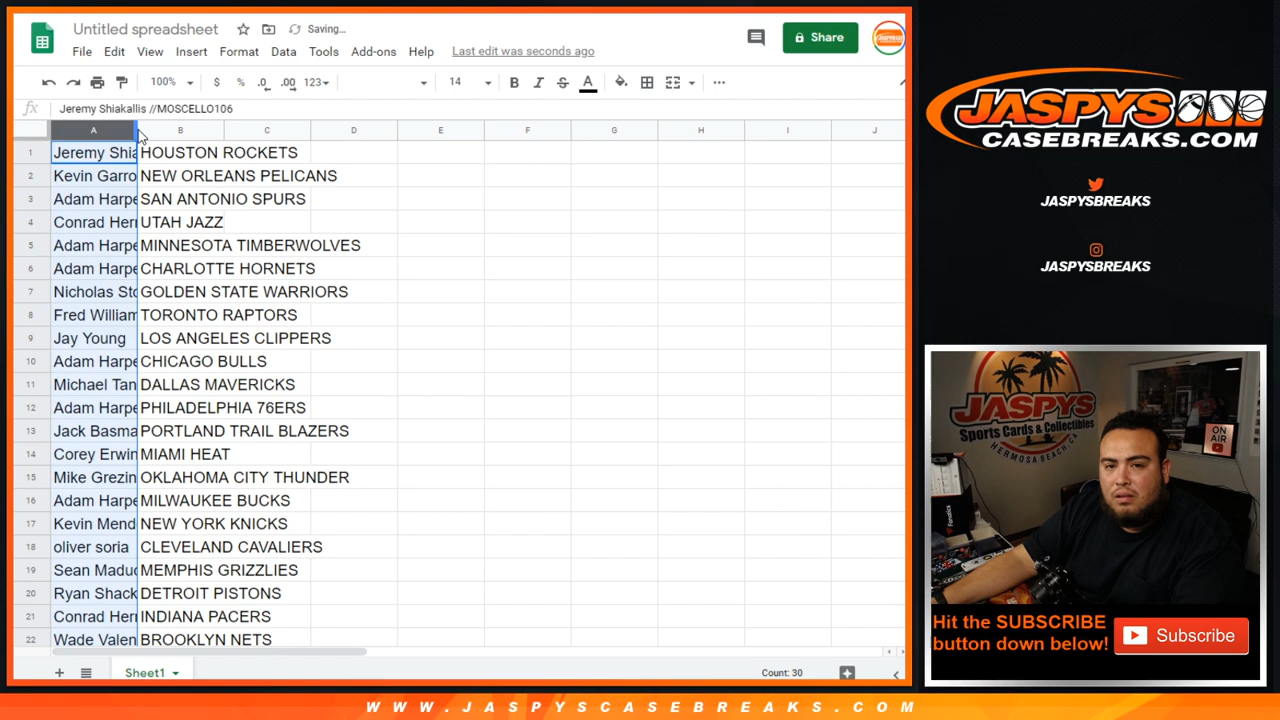 Untitled spreadsheet
Saving...
File Edit View Insert Format Data Tools Add-ons Help Last edit was seconds ago
Share
100% $ % .0 .00 123 14 B I S A
fx Jeremy Shiakallis //MOSCELLO106
A B C D E F G H I J
1 Jeremy Shia HOUSTON ROCKETS
2 Kevin Garro NEW ORLEANS PELICANS
3 Adam Harpe SAN ANTONIO SPURS
4 Conrad Herr UTAH JAZZ
5 Adam Harpe MINNESOTA TIMBERWOLVES
6 Adam Harpe CHARLOTTE HORNETS
7 Nicholas Sto GOLDEN STATE WARRIORS
8 Fred William TORONTO RAPTORS
9 Jay Young LOS ANGELES CLIPPERS
10 Adam Harpe CHICAGO BULLS
11 Michael Tan DALLAS MAVERICKS
12 Adam Harpe PHILADELPHIA 76ERS
13 Jack Basma PORTLAND TRAIL BLAZERS
14 Corey Erwin MIAMI HEAT
15 Mike Grezin OKLAHOMA CITY THUNDER
16 Adam Harpe MILWAUKEE BUCKS
17 Kevin Mend NEW YORK KNICKS
18 oliver soria CLEVELAND CAVALIERS
19 Sean Maduc MEMPHIS GRIZZLIES
20 Ryan Shack DETROIT PISTONS
21 Conrad Herr INDIANA PACERS
22 Wade Valen BROOKLYN NETS
Sheet1
Count: 30
JASPYS
CASEBREAKS.COM
JASPYSBREAKS
JASPYSBREAKS
JASPYS
Sports Cards & Collectibles
HERMOSA BEACH, CA
ON AIR
Fanatics
Hit the SUBSCRIBE
button down below!
Subscribe
WWW.JASPYSCASEBREAKS.COM